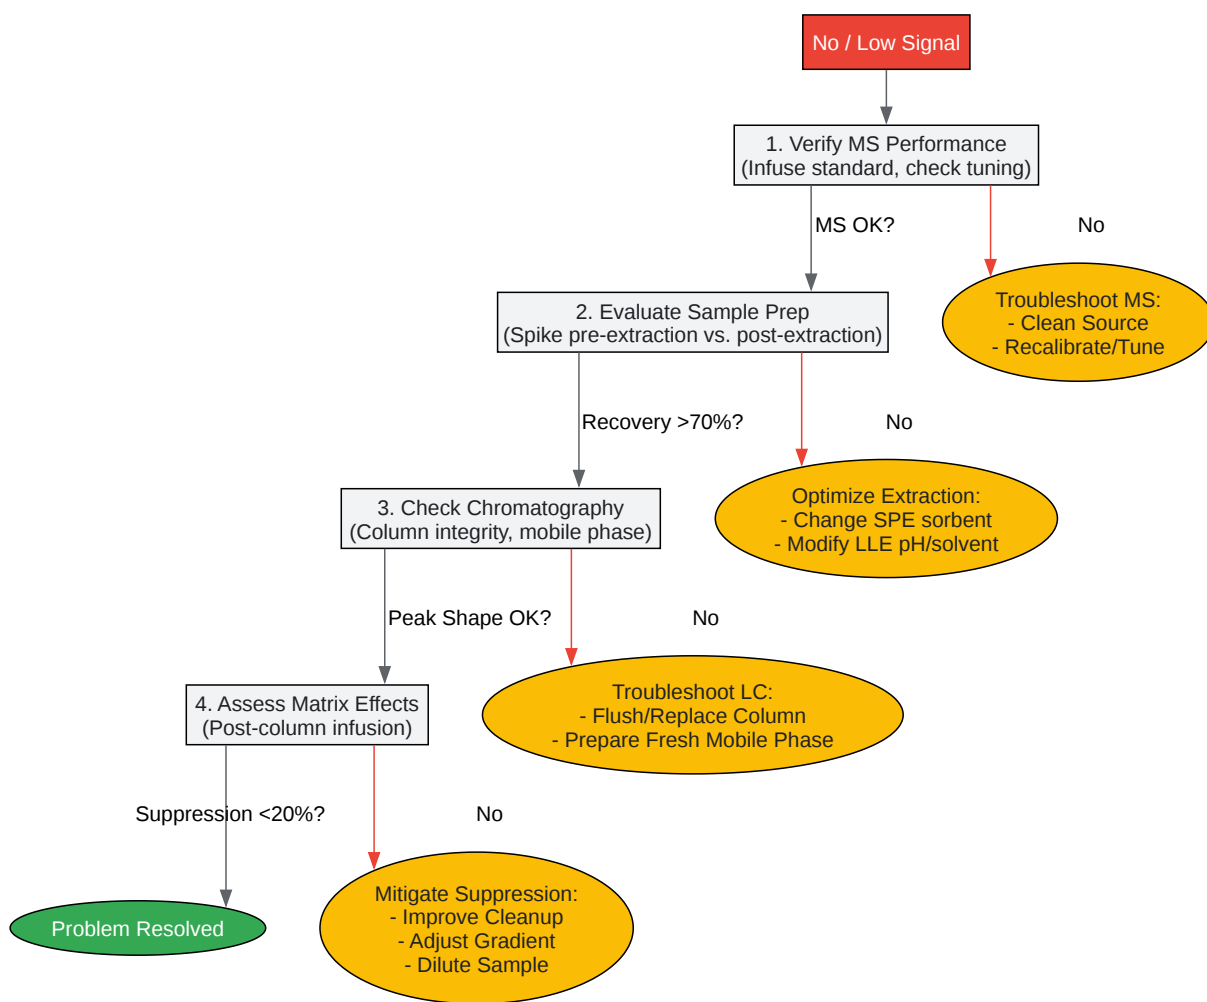 No / Low Signal
1. Verify MS Performance
(Infuse standard, check tuning)
MS OK?
No
Troubleshoot MS:
- Clean Source
- Recalibrate/Tune
2. Evaluate Sample Prep
(Spike pre-extraction vs. post-extraction)
Recovery >70%?
No
Optimize Extraction:
- Change SPE sorbent
- Modify LLE pH/solvent
3. Check Chromatography
(Column integrity, mobile phase)
Peak Shape OK?
No
Troubleshoot LC:
- Flush/Replace Column
- Prepare Fresh Mobile Phase
4. Assess Matrix Effects
(Post-column infusion)
Suppression <20%?
No
Mitigate Suppression:
- Improve Cleanup
- Adjust Gradient
- Dilute Sample
Problem Resolved